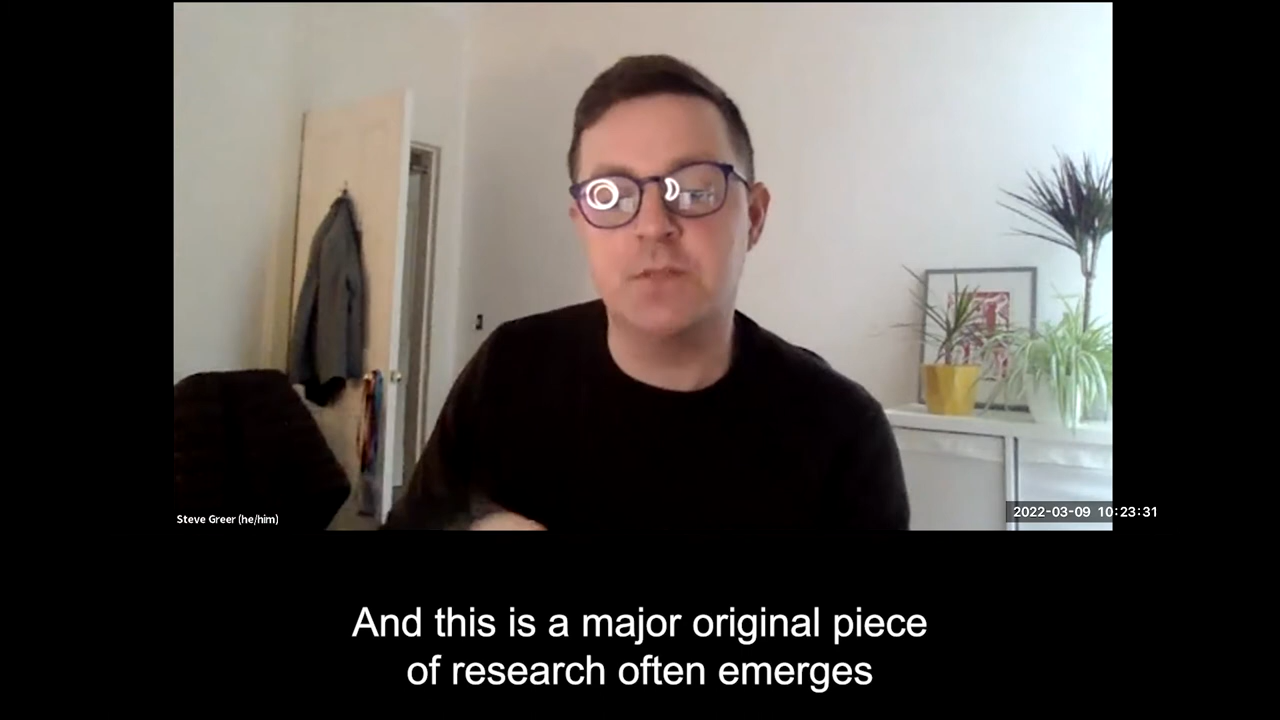 Steve Greer (he/him)
2022-03-09 10:23:31
And this is a major original piece
of research often emerges